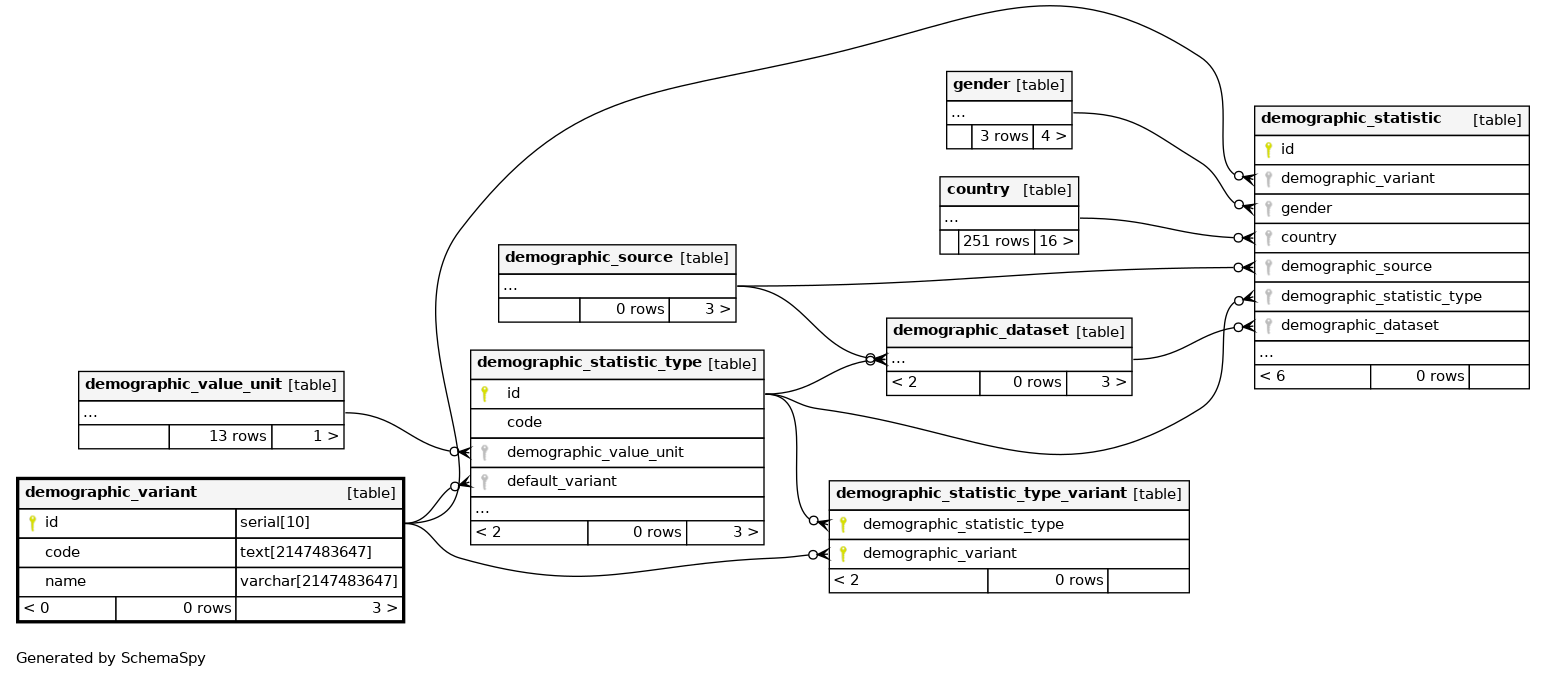 gender [table]
...
3 rows 4 >
country [table]
...
251 rows 16 >
demographic_statistic [table]
id
demographic_variant
gender
country
demographic_source
demographic_statistic_type
demographic_dataset
...
< 6 0 rows
demographic_source [table]
...
0 rows 3 >
demographic_dataset [table]
...
< 2 0 rows 3 >
demographic_statistic_type [table]
id
code
demographic_value_unit
default_variant
...
< 2 0 rows 3 >
demographic_value_unit [table]
...
13 rows 1 >
demographic_variant [table]
id serial[10]
code text[2147483647]
name varchar[2147483647]
< 0 0 rows 3 >
demographic_statistic_type_variant [table]
demographic_statistic_type
demographic_variant
< 2 0 rows
Generated by SchemaSpy